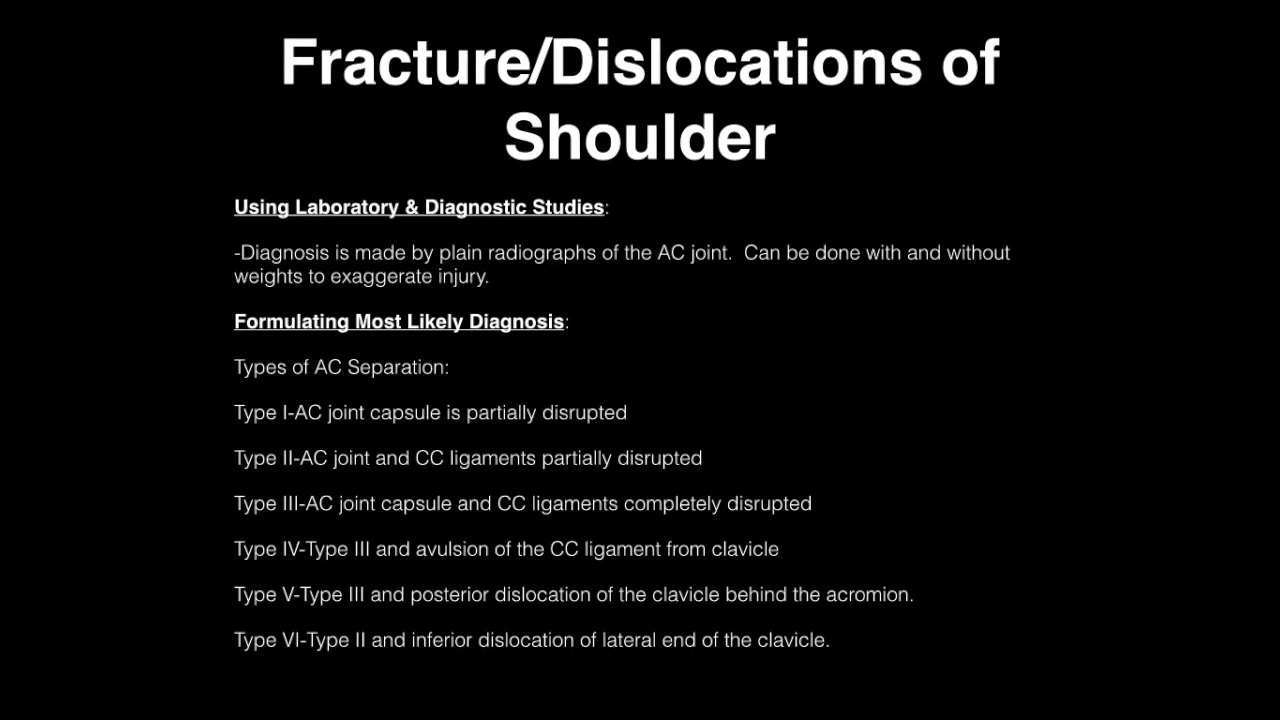 Fracture/Dislocations of
Shoulder
Using Laboratory & Diagnostic Studies:
-Diagnosis is made by plain radiographs of the AC joint.  Can be done with and without
weights to exaggerate injury.
Formulating Most Likely Diagnosis:
Types of AC Separation:
Type I-AC joint capsule is partially disrupted
Type II-AC joint and CC ligaments partially disrupted
Type III-AC joint capsule and CC ligaments completely disrupted
Type IV-Type III and avulsion of the CC ligament from clavicle
Type V-Type III and posterior dislocation of the clavicle behind the acromion.
Type VI-Type II and inferior dislocation of lateral end of the clavicle.